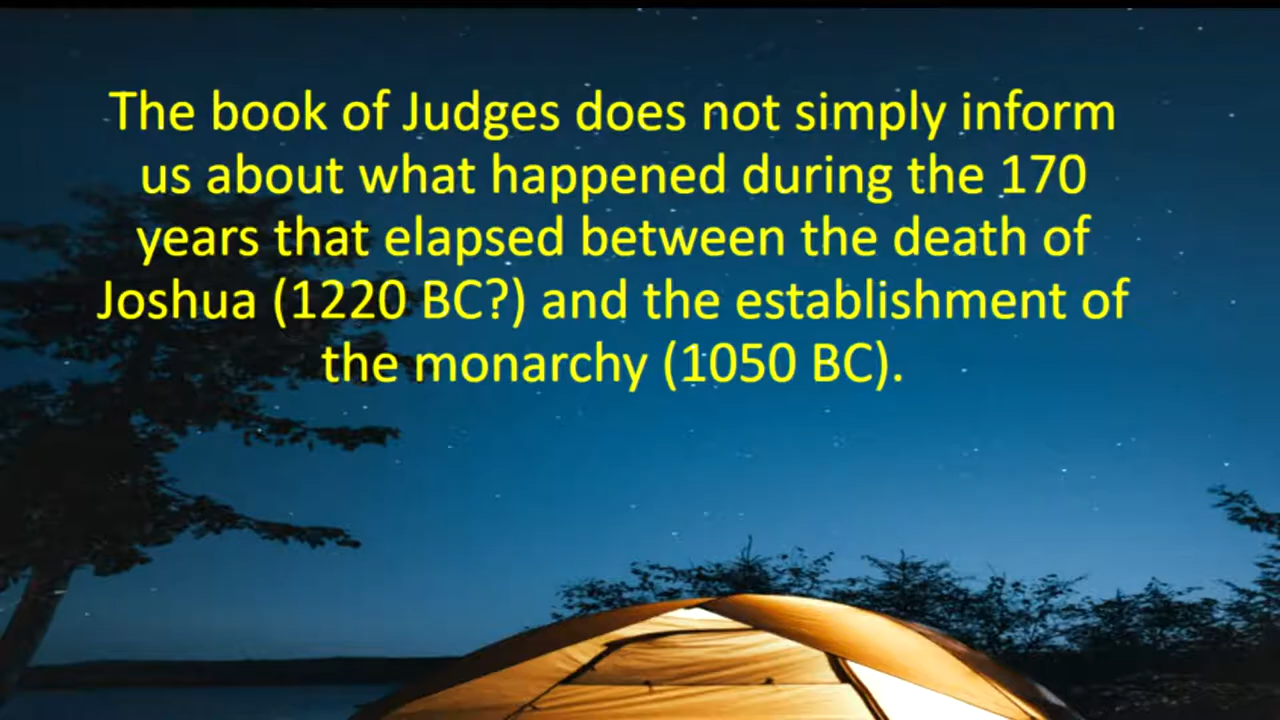 The book of Judges does not simply inform
us about what happened during the 170
years that elapsed between the death of
Joshua (1220 BC?) and the establishment of
the monarchy (1050 BC).